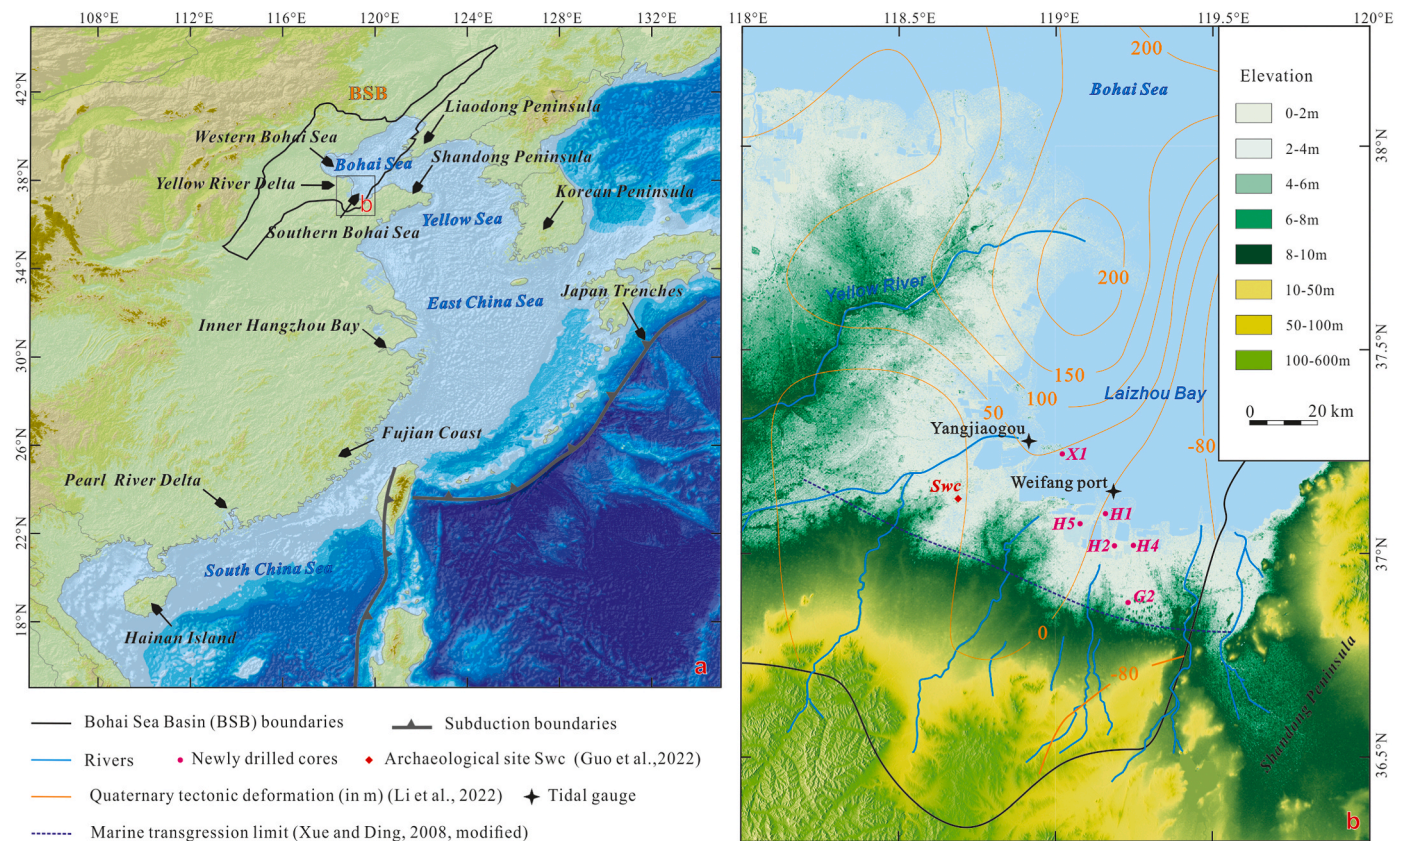 108°E 112°E 116°E 120°E 124°E 128°E 132°E
42°N
38°N
34°N
30°N
26°N
22°N
18°N
BSB
Liaodong Peninsula
Western Bohai Sea
Bohai Sea
Shandong Peninsula
Yellow River Delta
b
Korean Peninsula
Yellow Sea
Southern Bohai Sea
East China Sea
Japan Trenches
Inner Hangzhou Bay
Fujian Coast
Pearl River Delta
South China Sea
Hainan Island
a
118°E 118.5°E 119°E 119.5°E 120°E
38°N
37.5°N
37°N
36.5°N
200
Bohai Sea
Yellow River
200
150
100
50
Laizhou Bay
Yangjiaogou
X1
-80
Swc
Weifang port
H1
H5
H2
H4
G2
0
-80
Shandong Peninsula
b
Elevation
0-2m
2-4m
4-6m
6-8m
8-10m
10-50m
50-100m
100-600m
0 20 km
Bohai Sea Basin (BSB) boundaries
Subduction boundaries
Rivers
Newly drilled cores
Archaeological site Swc (Guo et al.,2022)
Quaternary tectonic deformation (in m) (Li et al., 2022)
Tidal gauge
Marine transgression limit (Xue and Ding, 2008, modified)